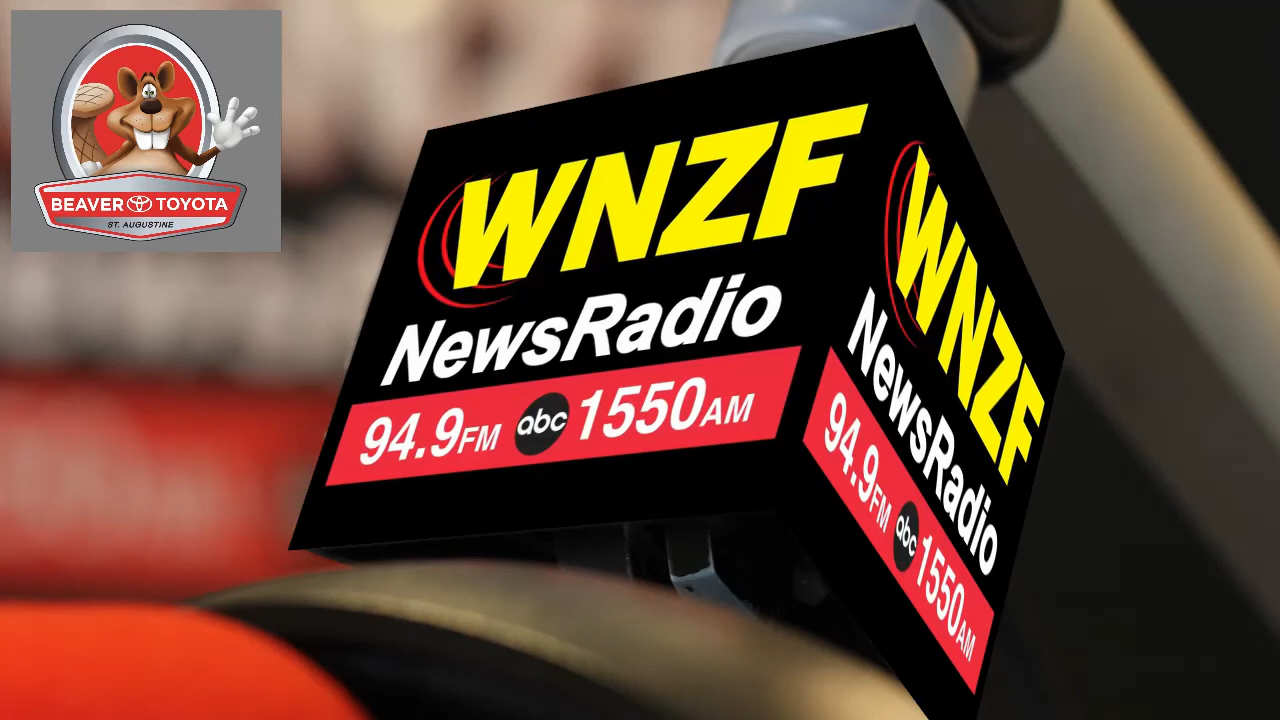 BEAVER TOYOTA
ST. AUGUSTINE
WNZF
NewsRadio
94.9FM abc 1550AM
WNZF
NewsRadio
94.9FM abc 1550AM